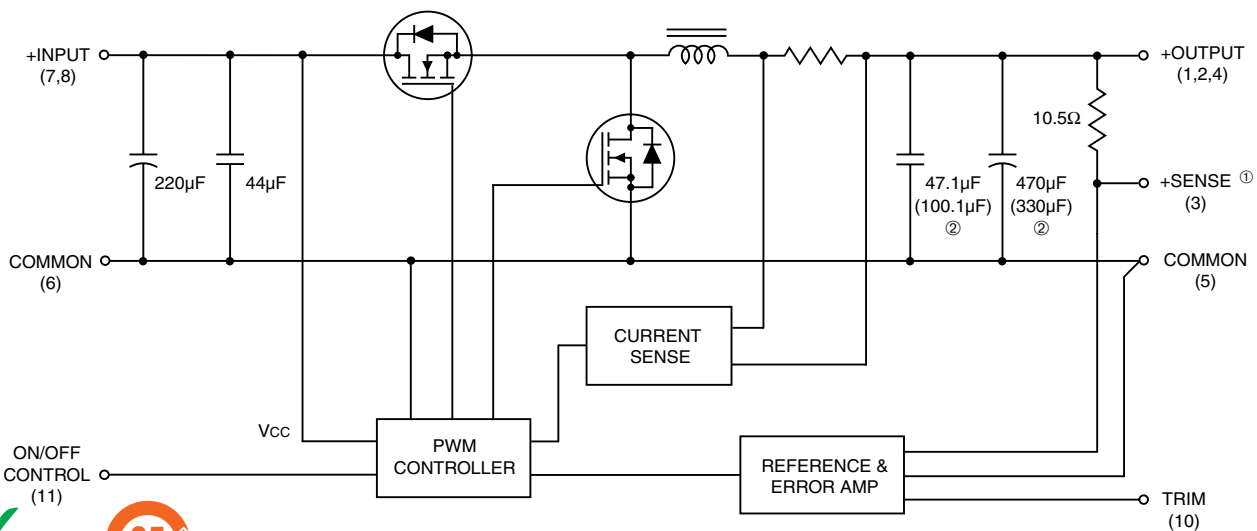 +INPUT
(7,8)
220µF
44µF
COMMON
(6)
+OUTPUT
(1,2,4)
10.5Ω
+SENSE ①
(3)
47.1µF
(100.1µF)
②
470µF
(330µF)
②
COMMON
(5)
CURRENT
SENSE
VCC
PWM
CONTROLLER
ON/OFF
CONTROL
(11)
REFERENCE &
ERROR AMP
TRIM
(10)